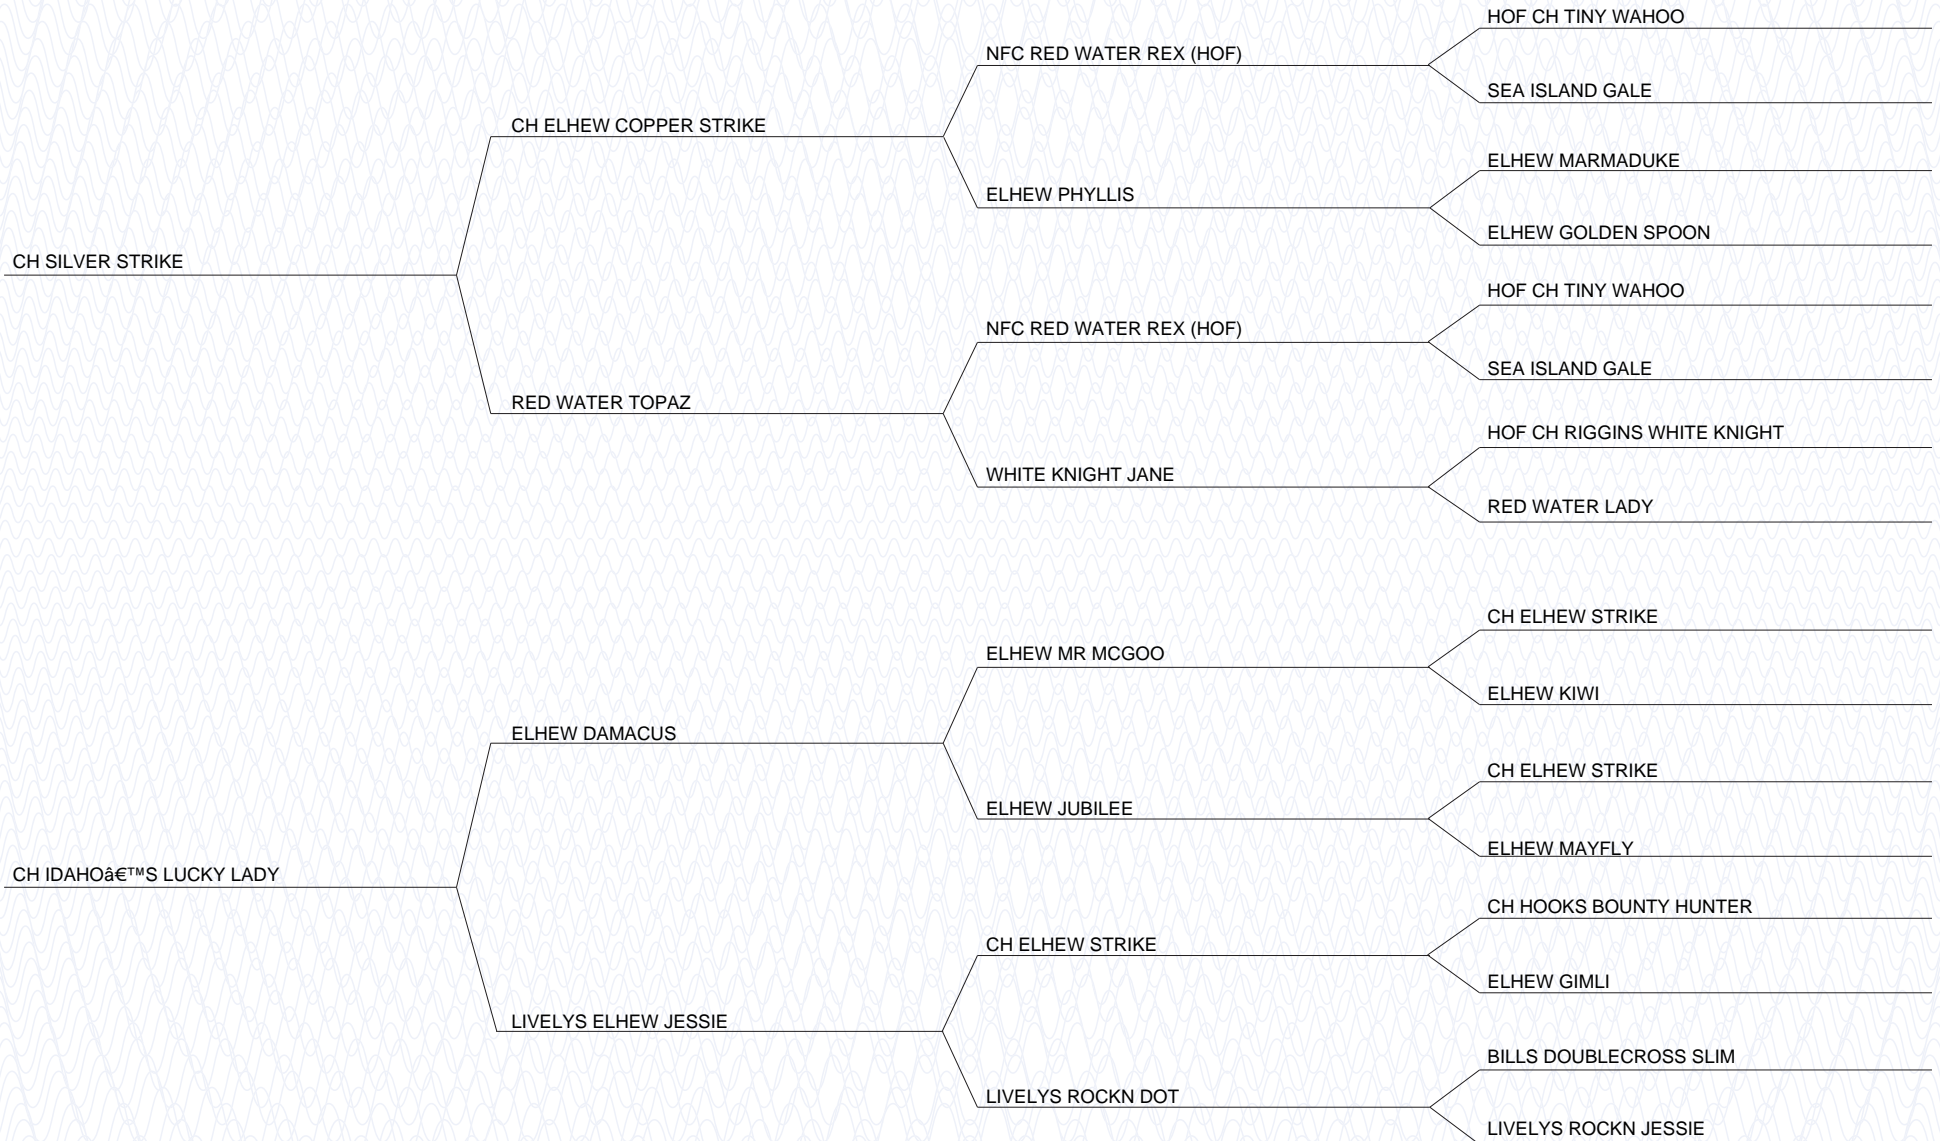 HOF CH TINY WAHOO
NFC RED WATER REX (HOF)
SEA ISLAND GALE
CH ELHEW COPPER STRIKE
ELHEW MARMADUKE
ELHEW PHYLLIS
ELHEW GOLDEN SPOON
CH SILVER STRIKE
HOF CH TINY WAHOO
NFC RED WATER REX (HOF)
SEA ISLAND GALE
RED WATER TOPAZ
HOF CH RIGGINS WHITE KNIGHT
WHITE KNIGHT JANE
RED WATER LADY
CH ELHEW STRIKE
ELHEW MR MCGOO
ELHEW KIWI
ELHEW DAMACUS
CH ELHEW STRIKE
ELHEW JUBILEE
ELHEW MAYFLY
CH IDAHOâ€™S LUCKY LADY
CH HOOKS BOUNTY HUNTER
CH ELHEW STRIKE
ELHEW GIMLI
LIVELYS ELHEW JESSIE
BILLS DOUBLECROSS SLIM
LIVELYS ROCKN DOT
LIVELYS ROCKN JESSIE